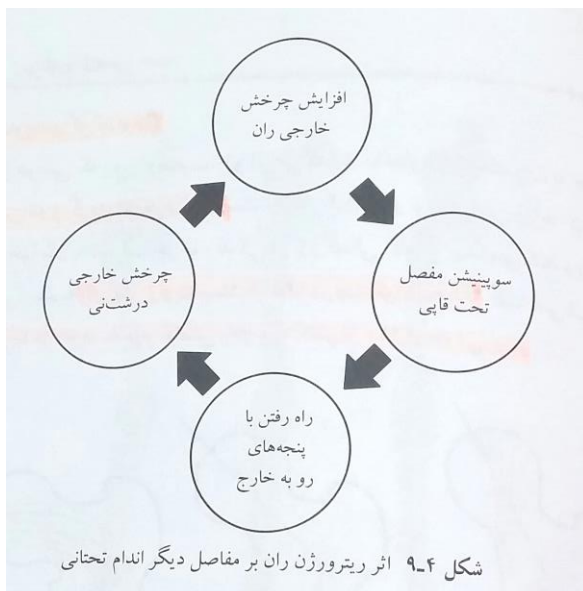 افزایش چرخش
خارجی ران
سوپینیشن مفصل
تحت قاپی
راه رفتن با
پنجه‌های
رو به خارج
چرخش خارجی
درشت‌نی
شکل ۴-۹ اثر ریترورژن ران بر مفاصل دیگر اندام تحتانی